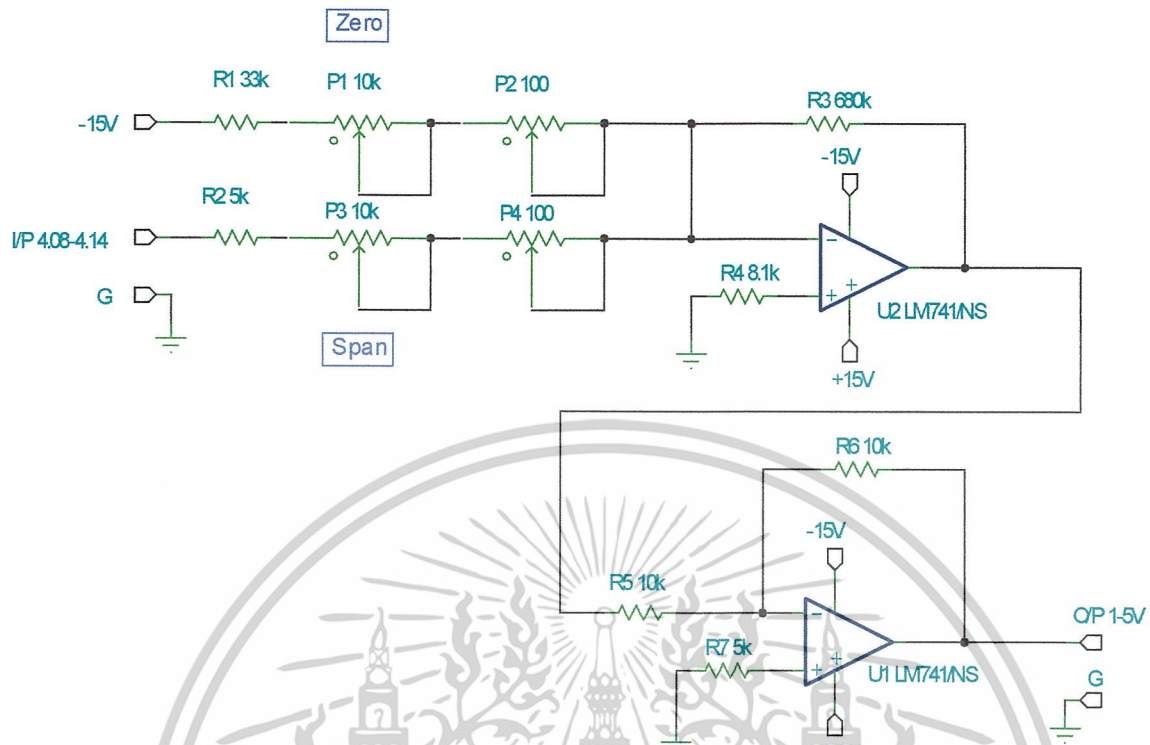 Zero
R1 33k
P1 10k
P2 100
R3 680k
-15V
-15V
R2 5k
P3 10k
P4 100
I/P 4.08-4.14
R4 8.1k
G
U2 LM741/NS
Span
+15V
R6 10k
-15V
R5 10k
O/P 1-5V
R7 5k
U1 LM741/NS
G